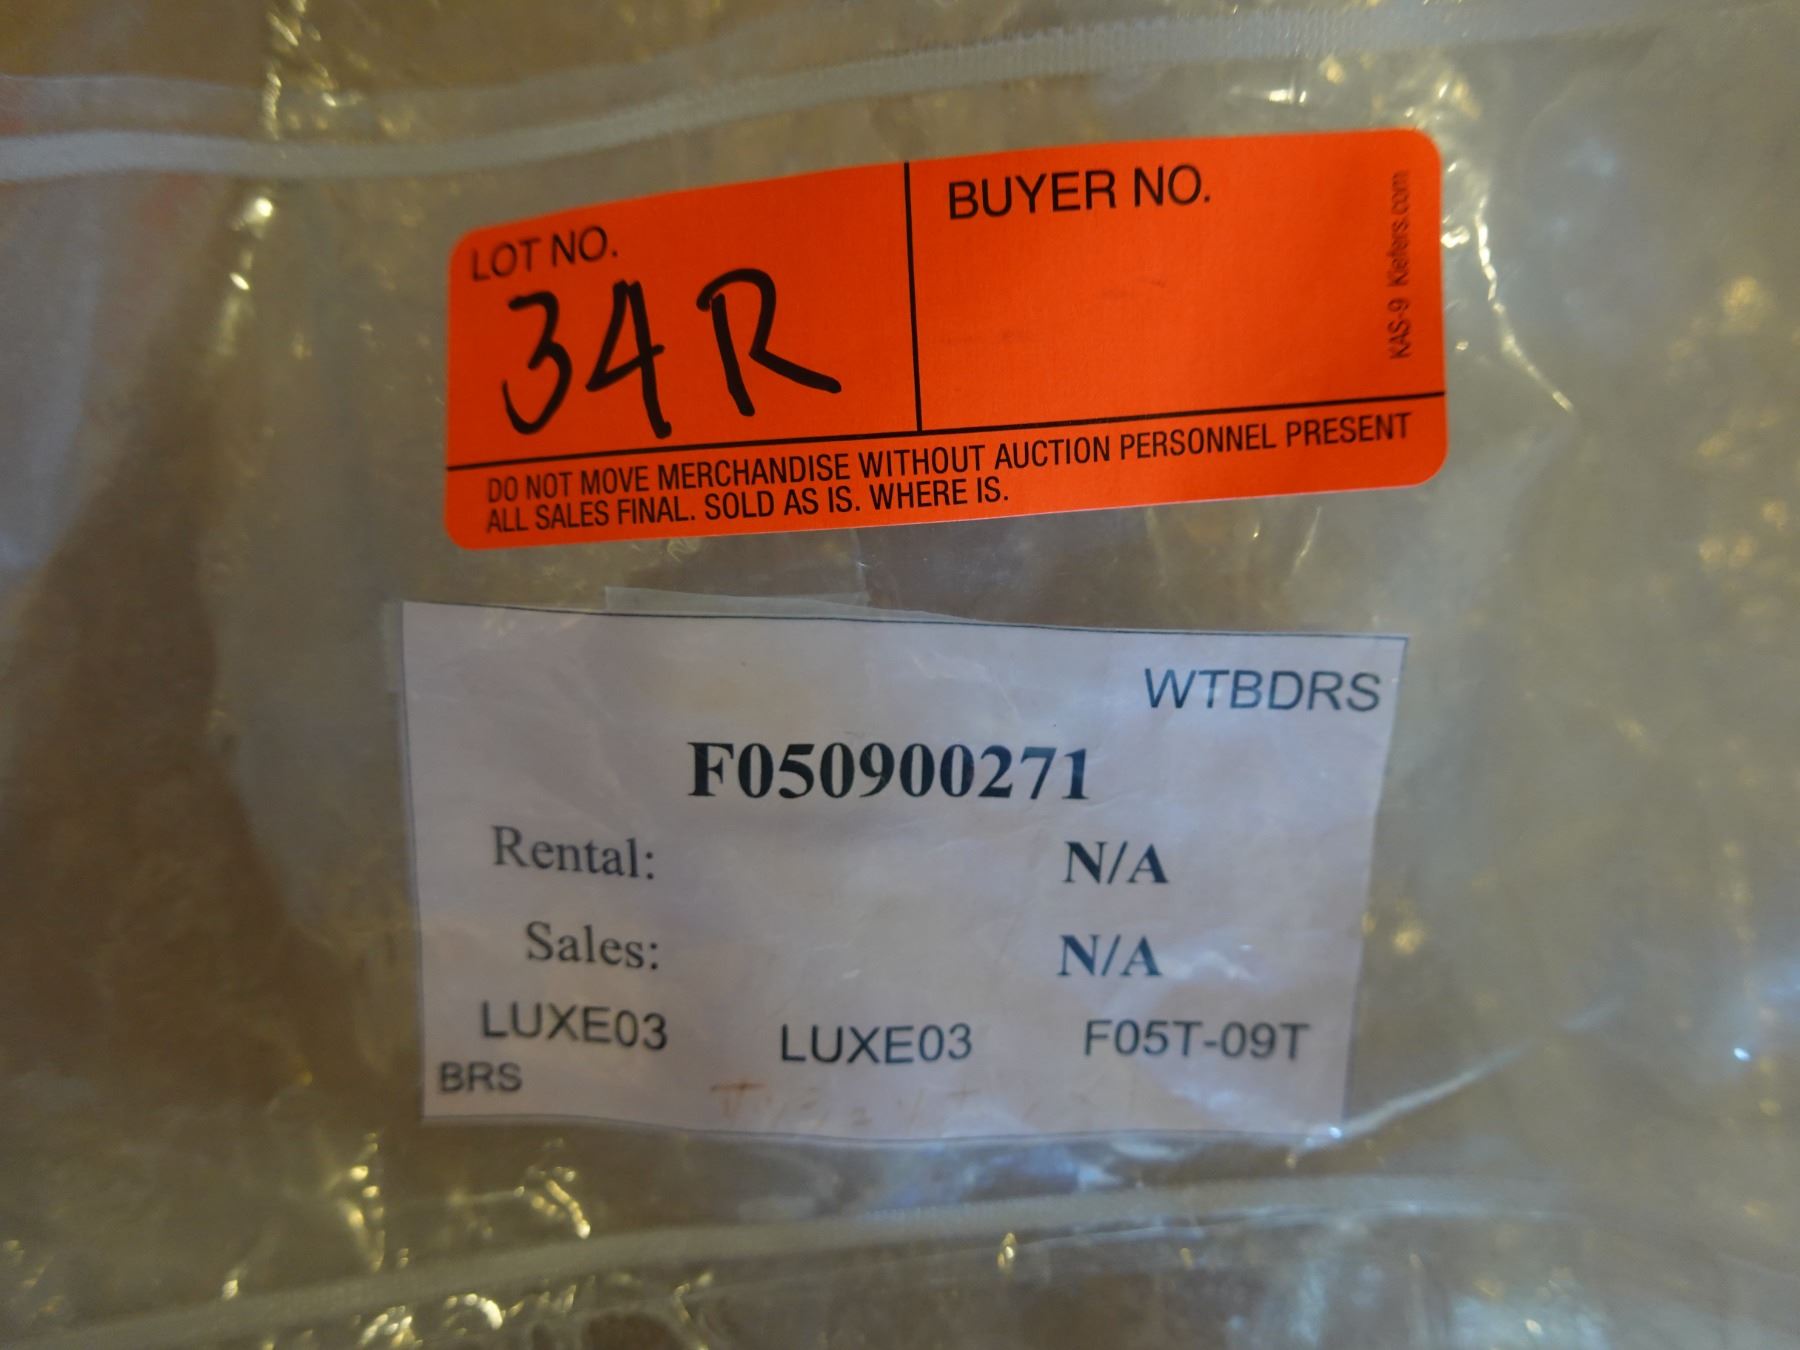 LOT NO.
34R
BUYER NO.
KAS-9 Kiefers.com
DO NOT MOVE MERCHANDISE WITHOUT AUCTION PERSONNEL PRESENT
ALL SALES FINAL. SOLD AS IS. WHERE IS.
WTBDRS
F050900271
Rental: N/A
Sales: N/A
LUXE03 LUXE03 F05T-09T
BRS